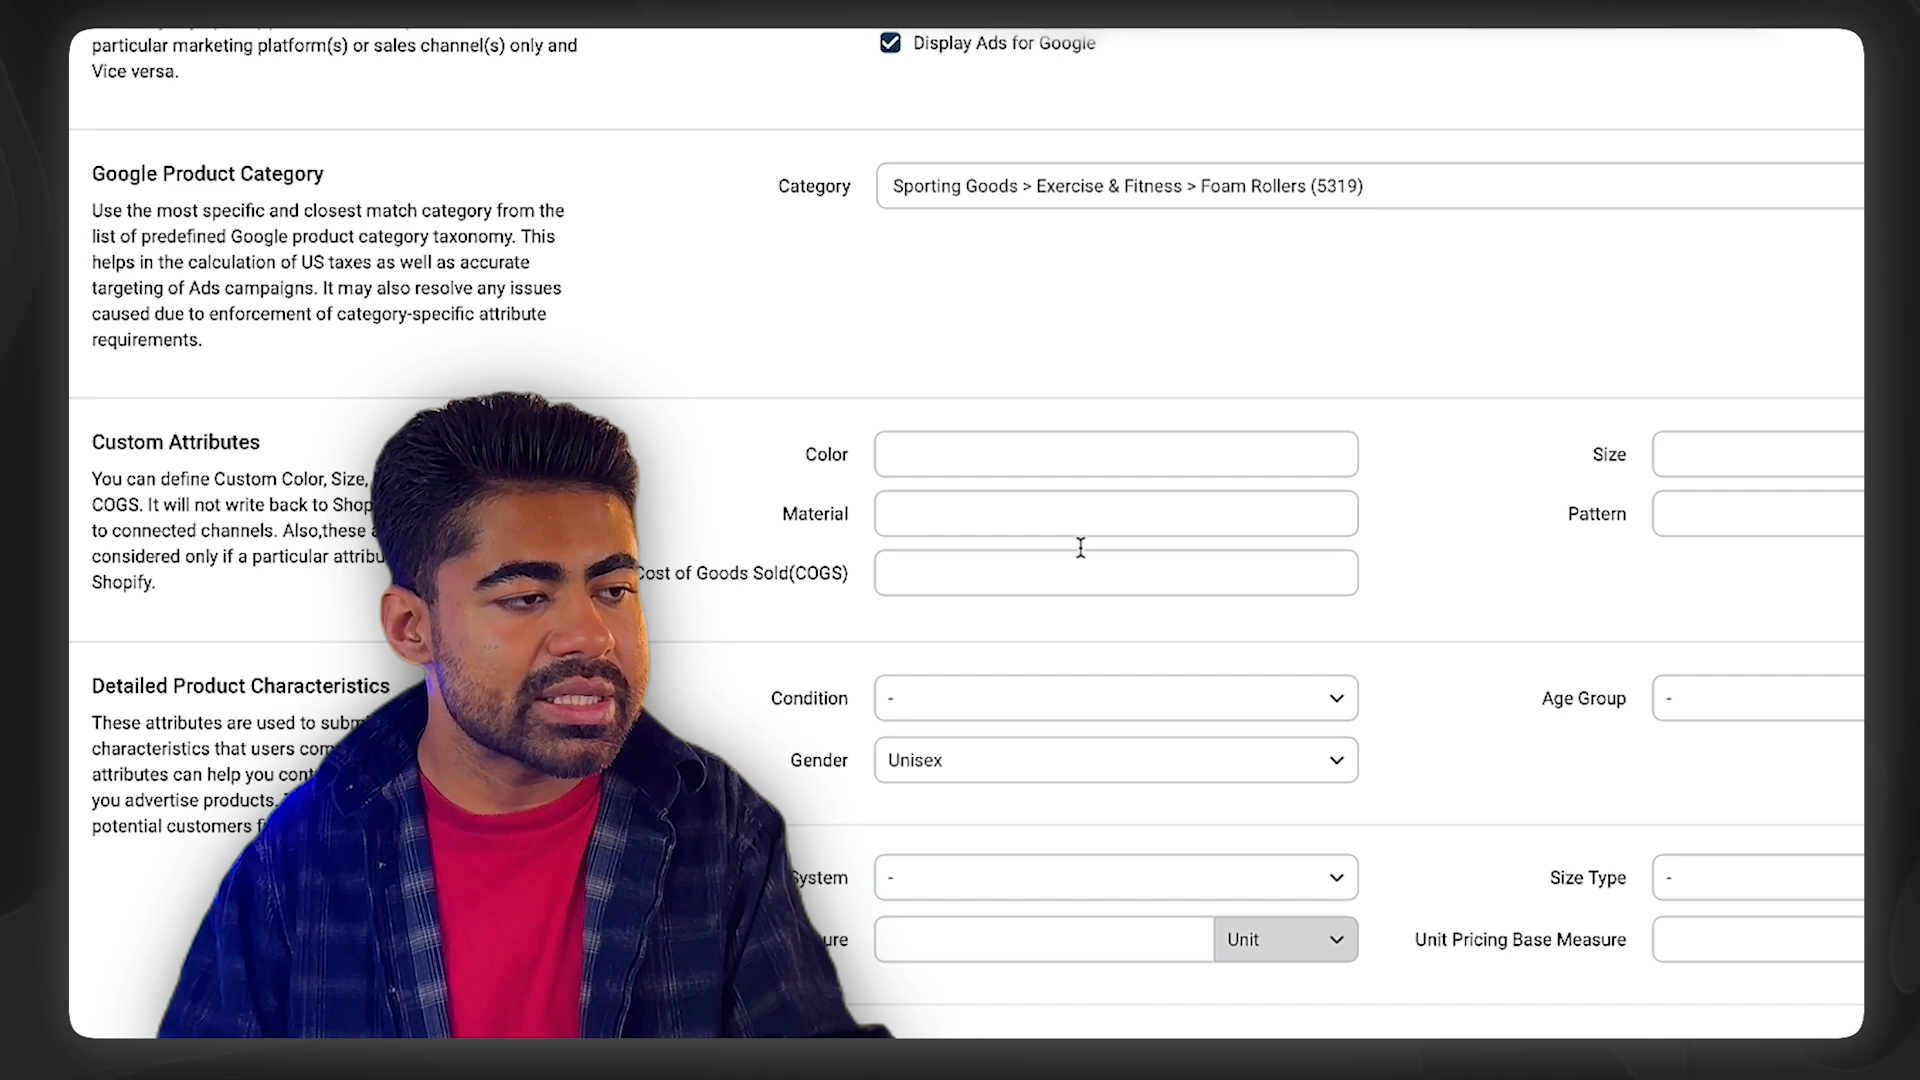 particular marketing platform(s) or sales channel(s) only and
Vice versa.
Display Ads for Google
Google Product Category
Use the most specific and closest match category from the
list of predefined Google product category taxonomy. This
helps in the calculation of US taxes as well as accurate
targeting of Ads campaigns. It may also resolve any issues
caused due to enforcement of category-specific attribute
requirements.
Category
Sporting Goods > Exercise & Fitness > Foam Rollers (5319)
Custom Attributes
You can define Custom Color, Size,
COGS. It will not write back to Shop
to connected channels. Also,these a
considered only if a particular attribu
Shopify.
Color
Size
Material
Pattern
Cost of Goods Sold(COGS)
Detailed Product Characteristics
These attributes are used to subm
characteristics that users com
attributes can help you cont
you advertise products.
potential customers f
Condition
-
Age Group
-
Gender
Unisex
System
-
Size Type
-
ure
Unit
Unit Pricing Base Measure